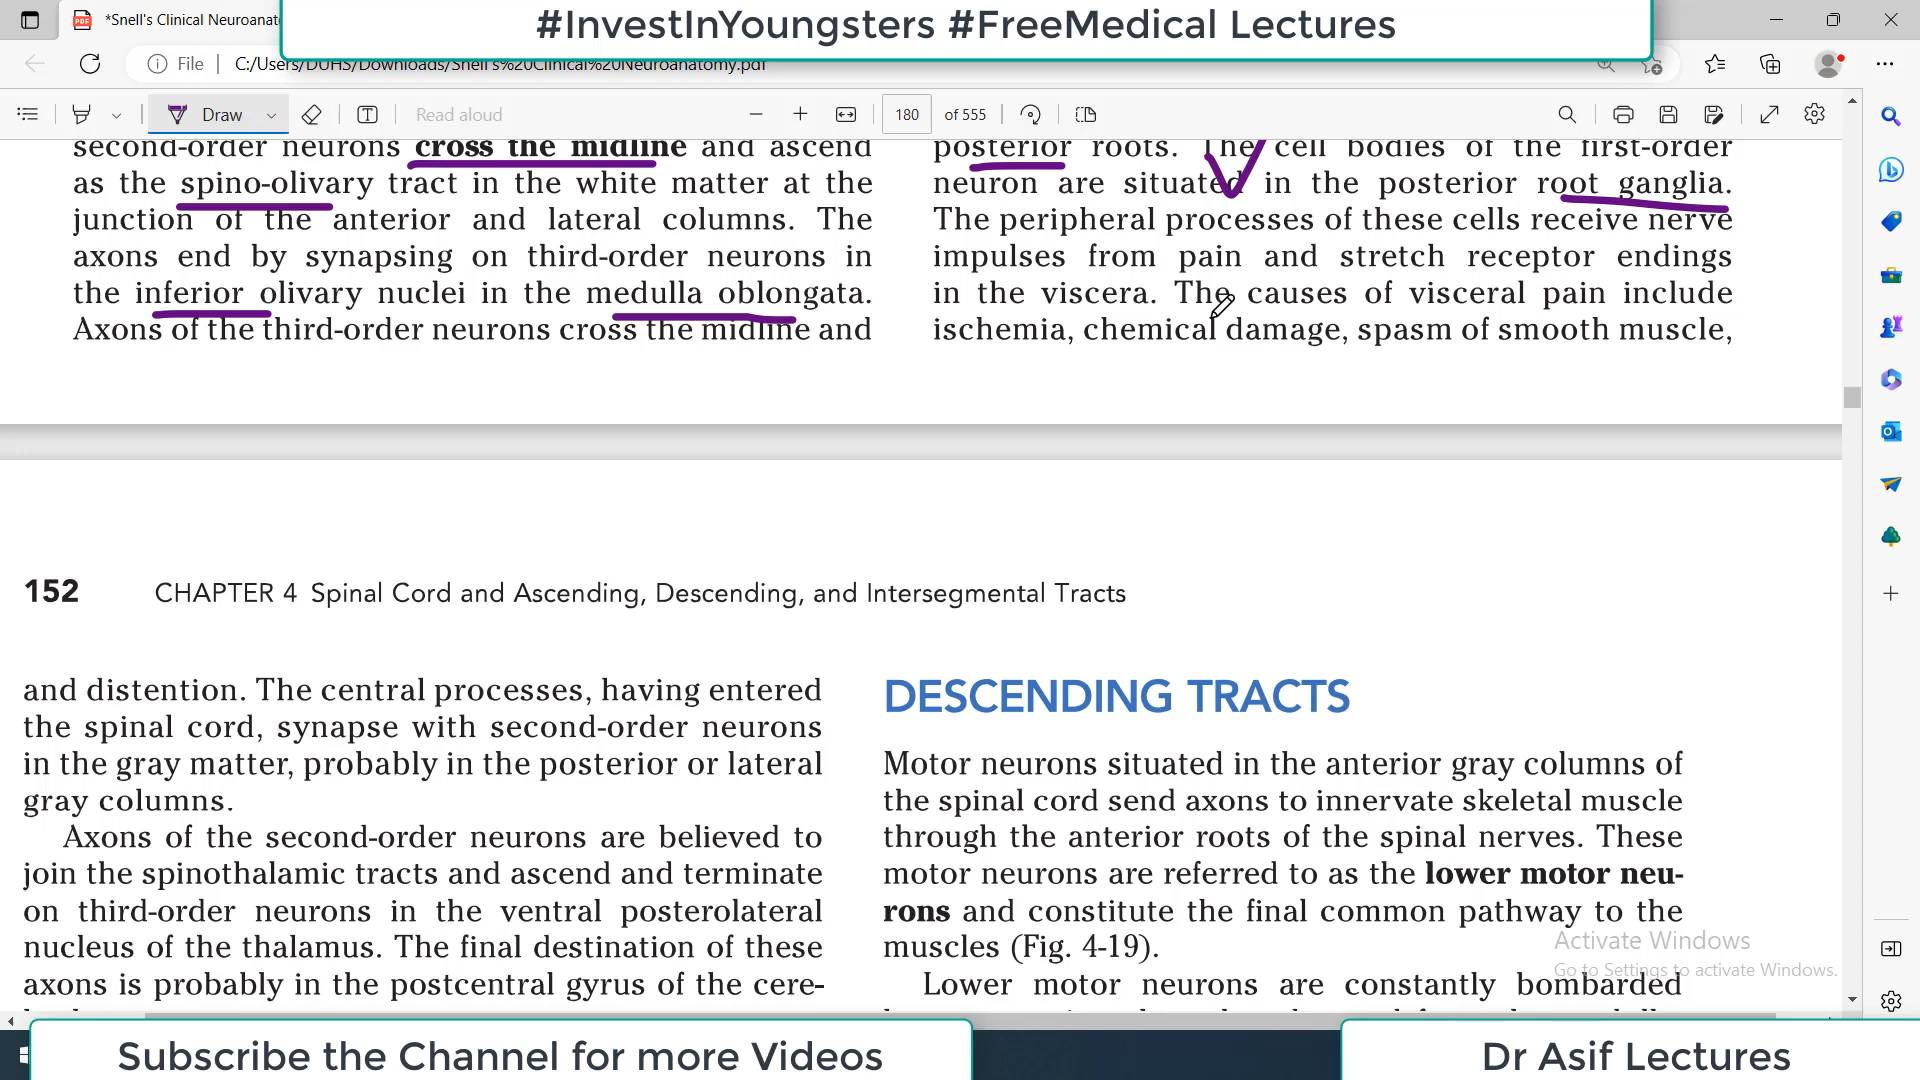 #InvestInYoungsters #FreeMedical Lectures
*Snell's Clinical Neuroanat
File
C:/Users/DUHS/Downloads/Snell's%20Clinical%20Neuroanatomy.pdf
Draw
Read aloud
180 of 555
second-order neurons cross the midline and ascend
as the spino-olivary tract in the white matter at the
junction of the anterior and lateral columns. The
axons end by synapsing on third-order neurons in
the inferior olivary nuclei in the medulla oblongata.
Axons of the third-order neurons cross the midline and
posterior roots. The cell bodies of the first-order
neuron are situated in the posterior root ganglia.
The peripheral processes of these cells receive nerve
impulses from pain and stretch receptor endings
in the viscera. The causes of visceral pain include
ischemia, chemical damage, spasm of smooth muscle,
152 CHAPTER 4 Spinal Cord and Ascending, Descending, and Intersegmental Tracts
and distention. The central processes, having entered
the spinal cord, synapse with second-order neurons
in the gray matter, probably in the posterior or lateral
gray columns.
Axons of the second-order neurons are believed to
join the spinothalamic tracts and ascend and terminate
on third-order neurons in the ventral posterolateral
nucleus of the thalamus. The final destination of these
axons is probably in the postcentral gyrus of the cere-
DESCENDING TRACTS
Motor neurons situated in the anterior gray columns of
the spinal cord send axons to innervate skeletal muscle
through the anterior roots of the spinal nerves. These
motor neurons are referred to as the lower motor neu-
rons and constitute the final common pathway to the
muscles (Fig. 4-19).
Lower motor neurons are constantly bombarded
Activate Windows
Go to Settings to activate Windows.
Subscribe the Channel for more Videos
Dr Asif Lectures